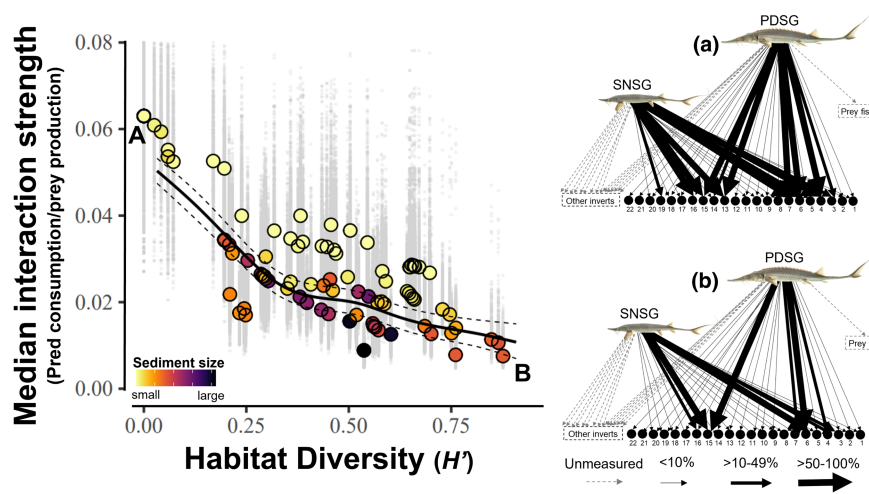 Median interaction strength
(Pred consumption/prey production)
0.08
0.06
0.04
0.02
0.00
A
B
Sediment size
small
large
0.00
0.25
0.50
0.75
Habitat Diversity (H')
(a)
PDSG
SNSG
Prey fis
Other inverts
22 21 20 19 18 17 16 15 14 13 12 11 10 9 8 7 6 5 4 3 2 1
(b)
PDSG
SNSG
Prey
Other inverts
22 21 20 19 18 17 16 15 14 13 12 11 10 9 8 7 6 5 4 3 2 1
Unmeasured
<10%
>10-49%
>50-100%